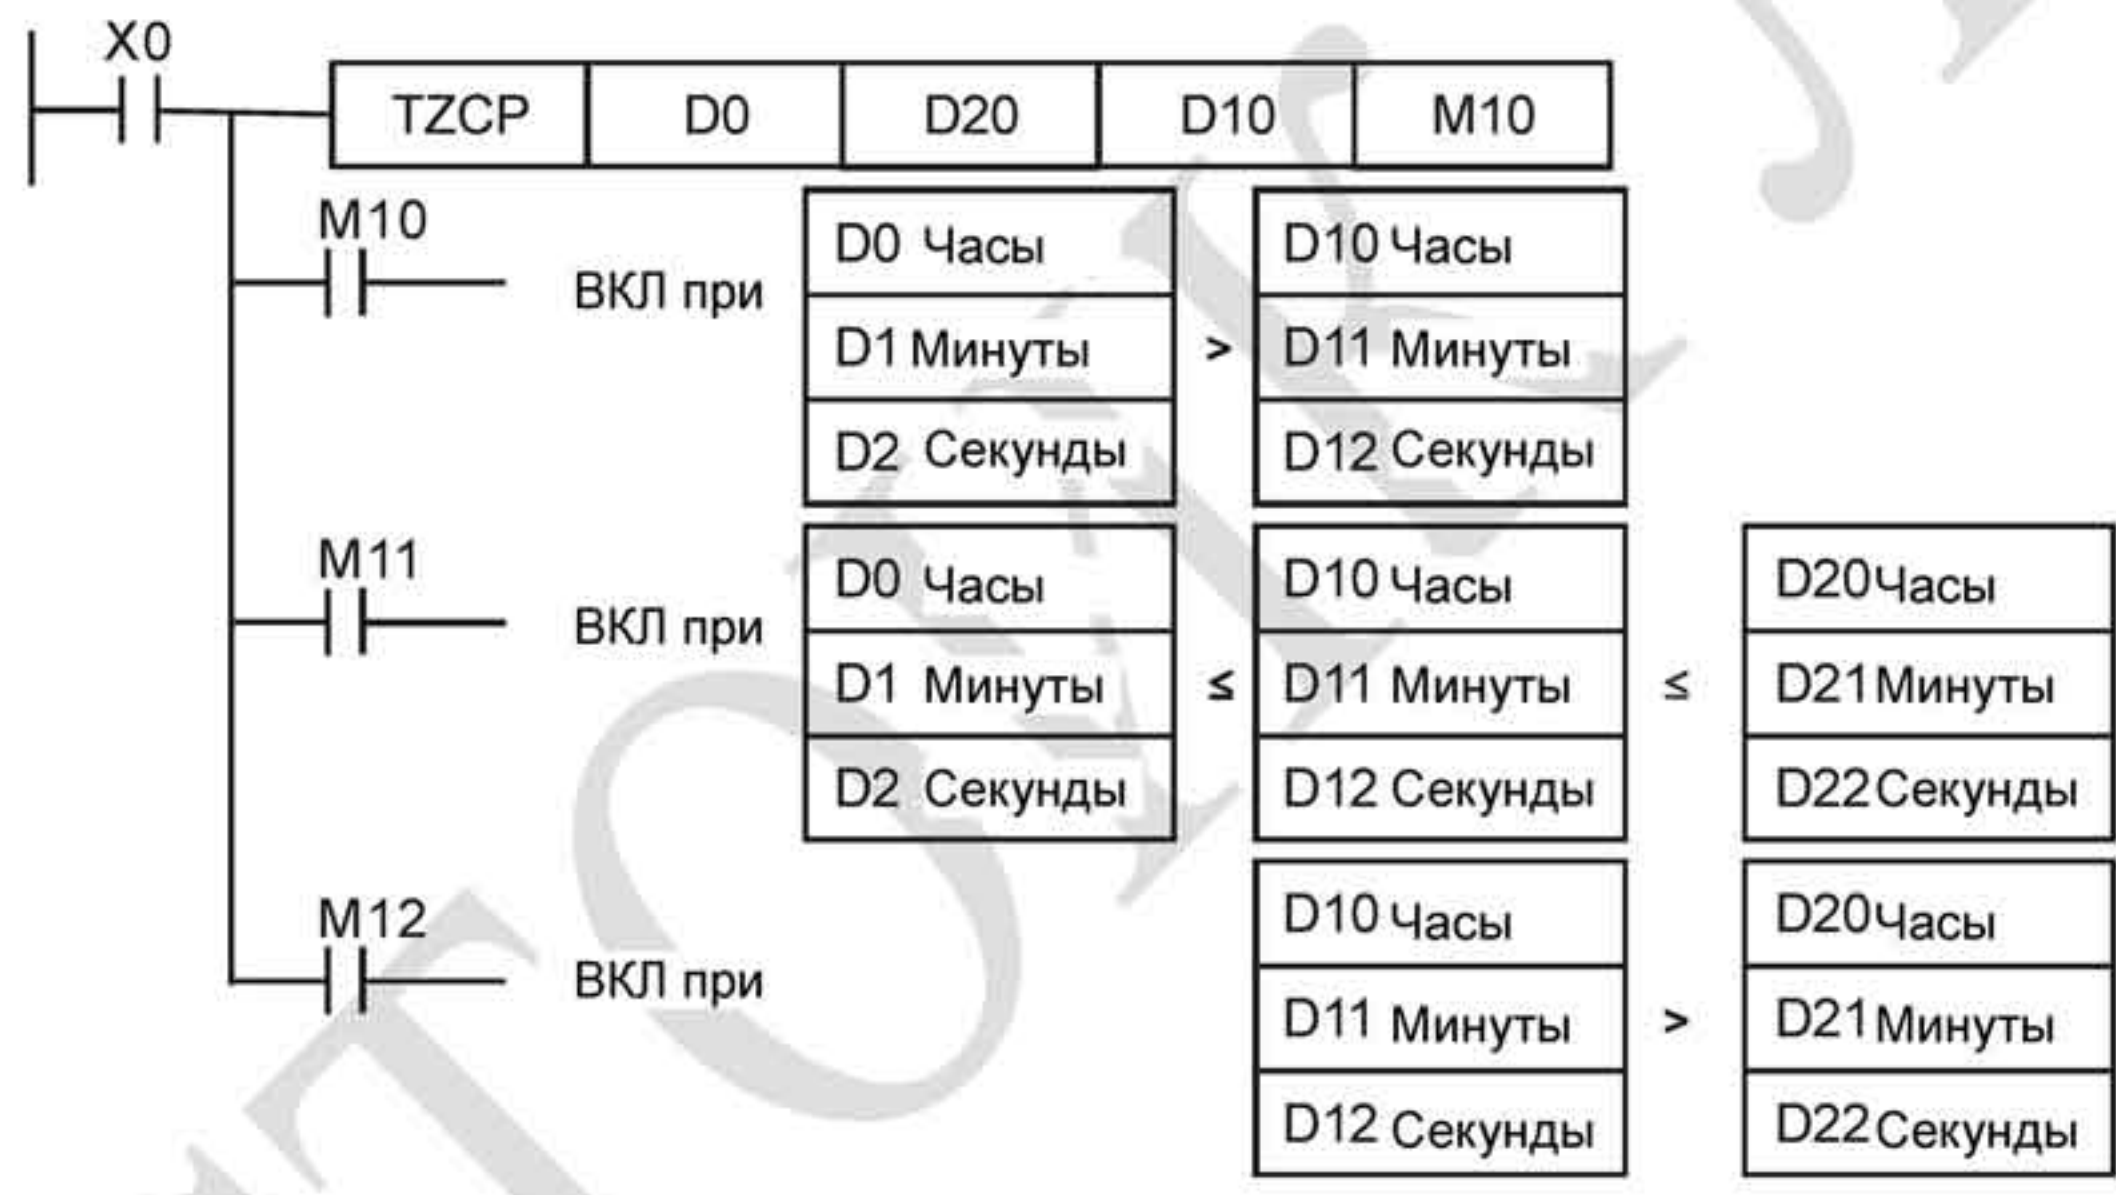 X0
TZCP D0 D20 D10 M10
M10
ВКЛ при
D0 Часы
D1 Минуты
D2 Секунды
>
D10 Часы
D11 Минуты
D12 Секунды
M11
ВКЛ при
D0 Часы
D1 Минуты
D2 Секунды
≤
D10 Часы
D11 Минуты
D12 Секунды
≤
D20 Часы
D21 Минуты
D22 Секунды
M12
ВКЛ при
D10 Часы
D11 Минуты
D12 Секунды
>
D20 Часы
D21 Минуты
D22 Секунды